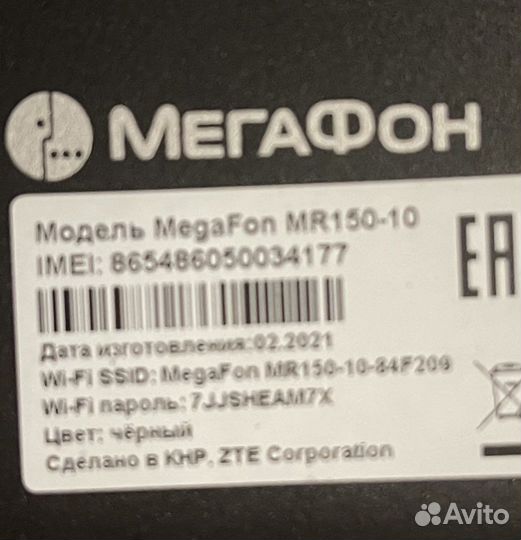 МЕГАФОН
Модель MegaFon MR150-10
IMEI: 865486050034177
EAC
Дата изготовления:02.2021
Wi-Fi SSID: MegaFon MR150-10-84F209
Wi-Fi пароль: 7JJSHEAM7X
Цвет: чёрный
Сделано в КНР, ZTE Corporation
Avito